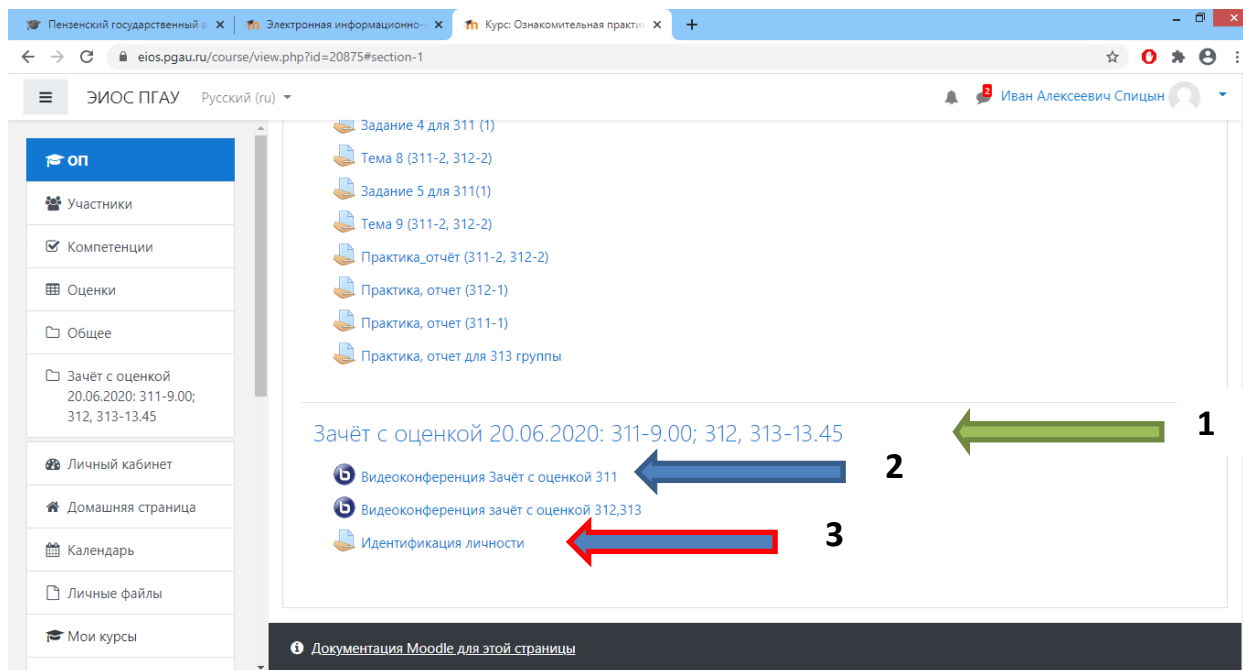 Пензенский государственный а
Электронная информационно-
Курс: Ознакомительная практи
eios.pgau.ru/course/view.php?id=20875#section-1
ЭИОС ПГАУ Русский (ru)
2 Иван Алексеевич Спицын
ОП
Участники
Компетенции
Оценки
Общее
Зачёт с оценкой
20.06.2020: 311-9.00;
312, 313-13.45
Личный кабинет
Домашняя страница
Календарь
Личные файлы
Мои курсы
Задание 4 для 311 (1)
Тема 8 (311-2, 312-2)
Задание 5 для 311(1)
Тема 9 (311-2, 312-2)
Практика_отчёт (311-2, 312-2)
Практика, отчет (312-1)
Практика, отчет (311-1)
Практика, отчет для 313 группы
Зачёт с оценкой 20.06.2020: 311-9.00; 312, 313-13.45
1
Видеоконференция Зачёт с оценкой 311
2
Видеоконференция зачёт с оценкой 312,313
Идентификация личности
3
Документация Moodle для этой страницы